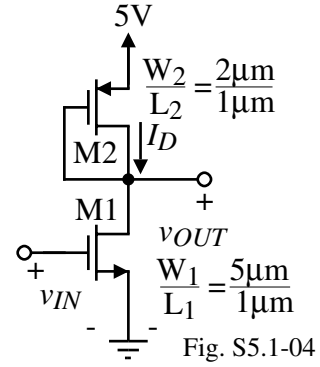 5V
W2/L2 = 2μm/1μm
M2
ID
M1
+
vOUT
+
vIN
W1/L1 = 5μm/1μm
- -
Fig. S5.1-04